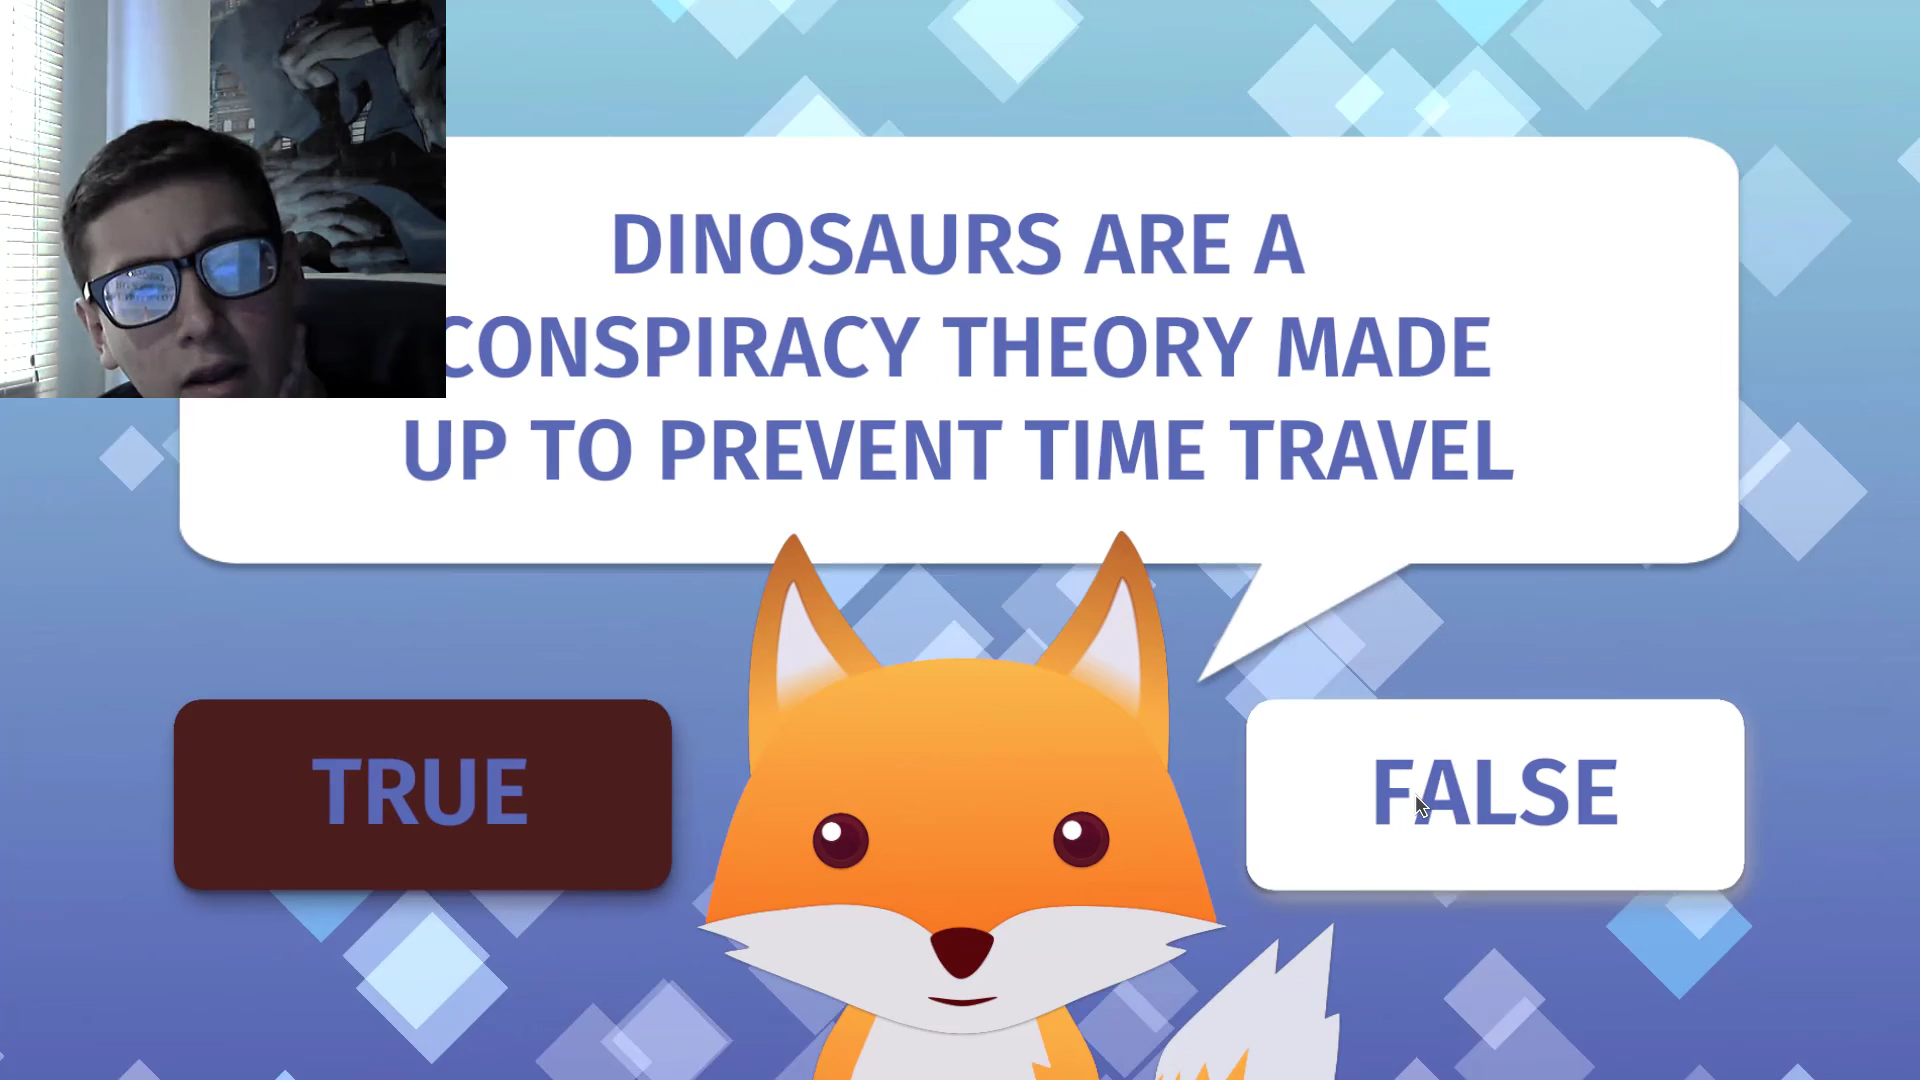 DINOSAURS ARE A
CONSPIRACY THEORY MADE
UP TO PREVENT TIME TRAVEL
TRUE
FALSE